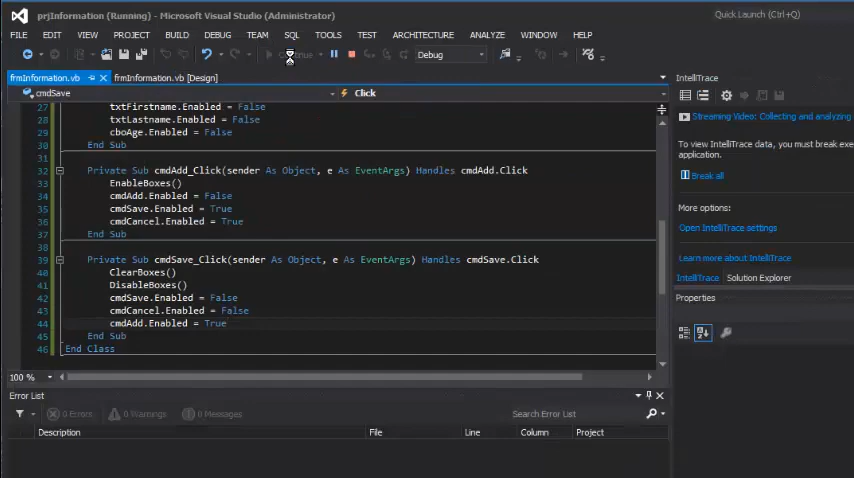 prjInformation (Running) - Microsoft Visual Studio (Administrator)
Quick Launch (Ctrl+Q)
FILE EDIT VIEW PROJECT BUILD DEBUG TEAM SQL TOOLS TEST ARCHITECTURE ANALYZE WINDOW HELP
Debug
frmInformation.vb frmInformation.vb [Design]
cmdSave Click
27 txtFirstname.Enabled = False
28 txtLastname.Enabled = False
29 cboAge.Enabled = False
30 End Sub
31
32 Private Sub cmdAdd_Click(sender As Object, e As EventArgs) Handles cmdAdd.Click
33 EnableBoxes()
34 cmdAdd.Enabled = False
35 cmdSave.Enabled = True
36 cmdCancel.Enabled = True
37 End Sub
38
39 Private Sub cmdSave_Click(sender As Object, e As EventArgs) Handles cmdSave.Click
40 ClearBoxes()
41 DisableBoxes()
42 cmdSave.Enabled = False
43 cmdCancel.Enabled = False
44 cmdAdd.Enabled = True
45 End Sub
46 End Class
100 %
Error List
0 Errors 0 Warnings 0 Messages
Search Error List
Description File Line Column Project
IntelliTrace
Streaming Video: Collecting and analyzing
To view IntelliTrace data, you must break exe
application.
Break all
More options:
Open IntelliTrace settings
Learn more about IntelliTrace
IntelliTrace Solution Explorer
Properties